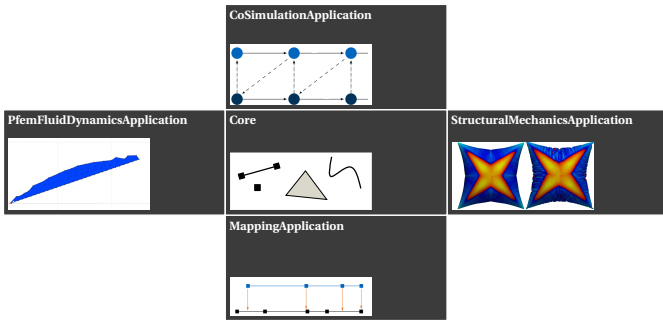 CoSimulationApplication
PfemFluidDynamicsApplication
Core
StructuralMechanicsApplication
MappingApplication